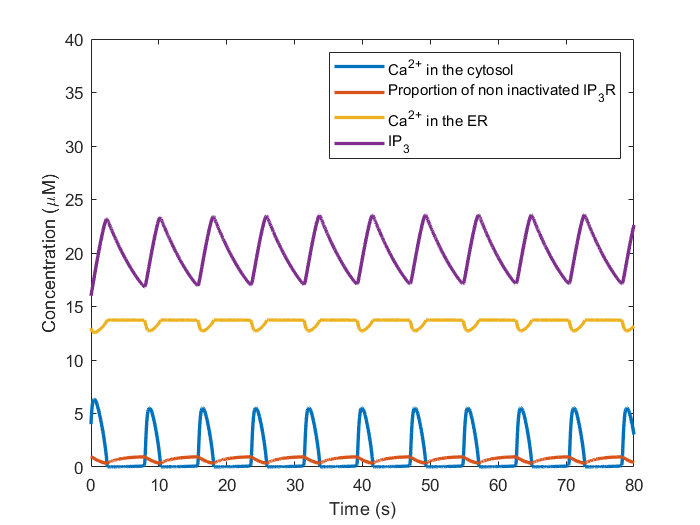 40
35
30
25
20
15
10
5
0
Concentration (μM)
Ca2+ in the cytosol
Proportion of non inactivated IP3R
Ca2+ in the ER
IP3
0 10 20 30 40 50 60 70 80
Time (s)